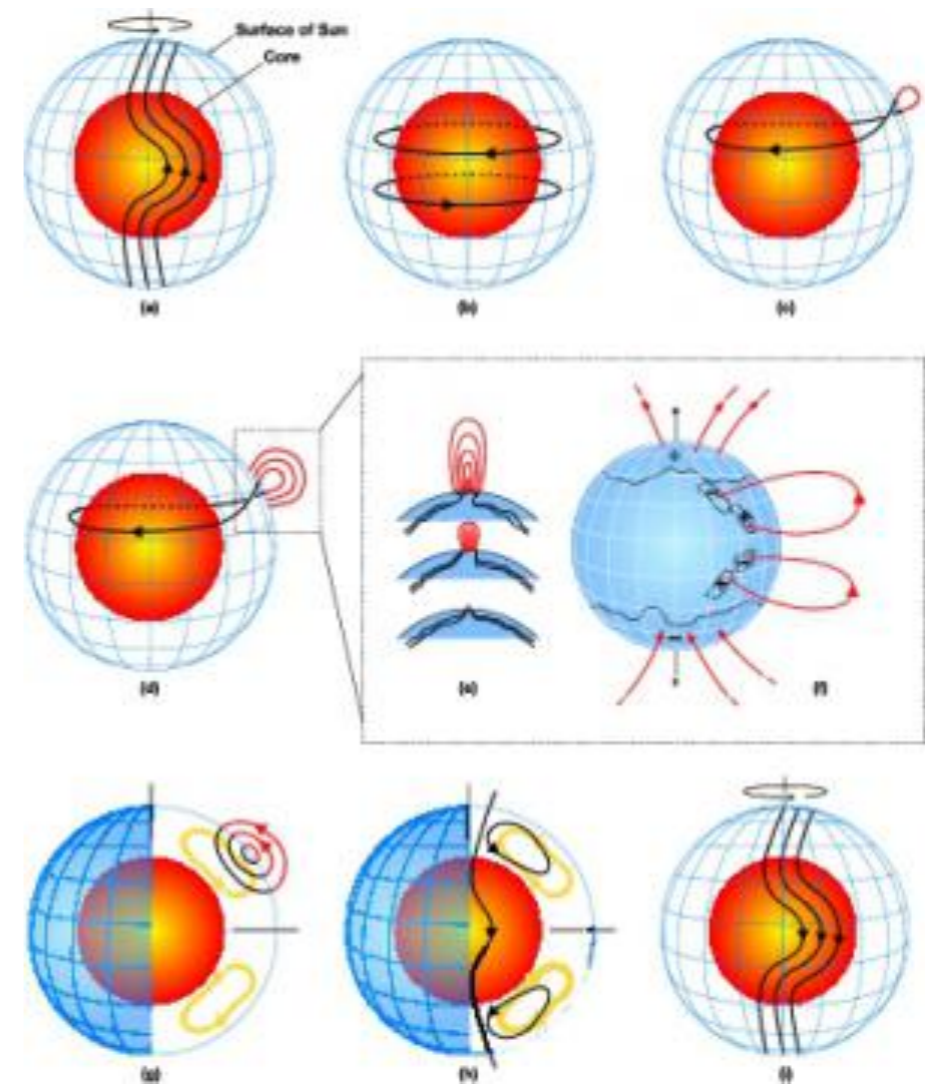 Surface of Sun
Core
(a)
(b)
(c)
+
−
(d)
(e)
(f)
(g)
(h)
(i)